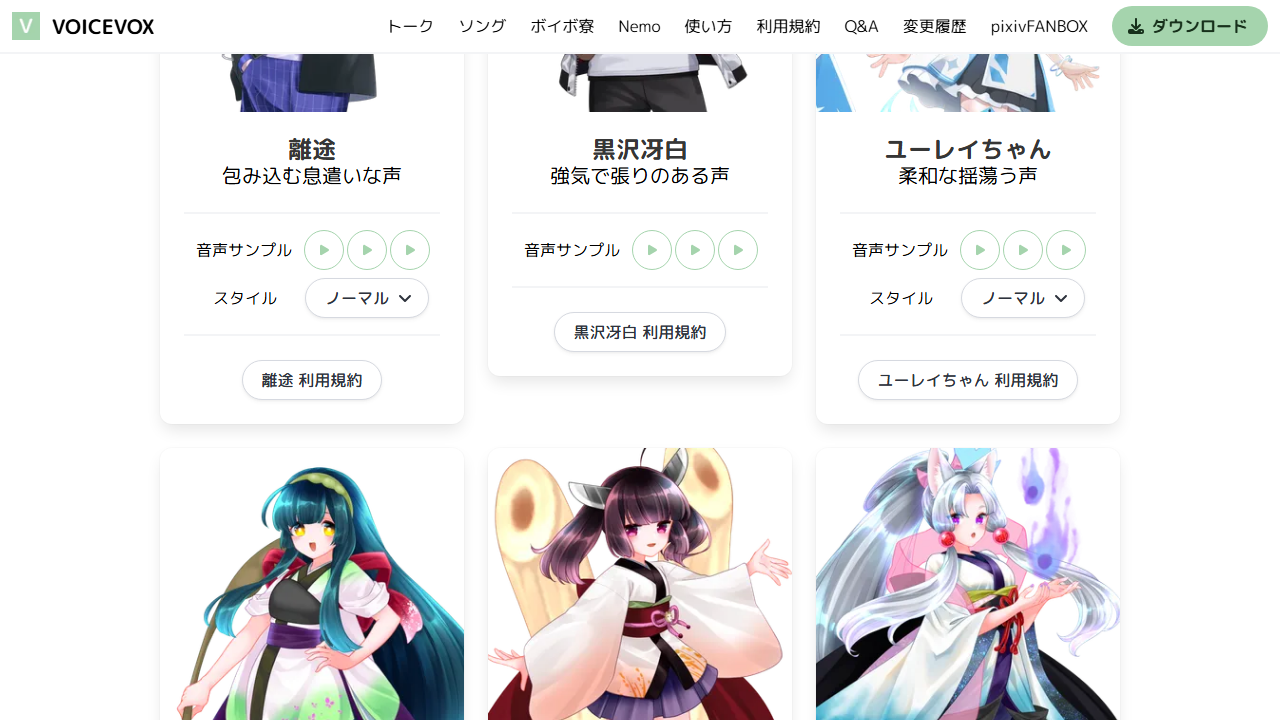 V VOICEVOX トーク ソング ボイボ寮 Nemo 使い方 利用規約 Q&A 変更履歴 pixivFANBOX ダウンロード
離途
包み込む息遣いな声
音声サンプル
スタイル ノーマル
離途 利用規約
黒沢冴白
強気で張りのある声
音声サンプル
黒沢冴白 利用規約
ユーレイちゃん
柔和な揺蕩う声
音声サンプル
スタイル ノーマル
ユーレイちゃん 利用規約